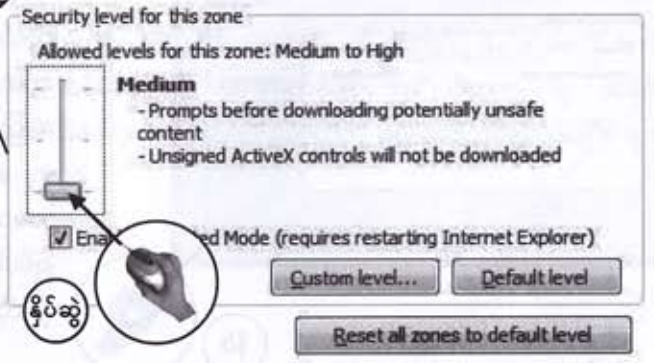 Security level for this zone
Allowed levels for this zone: Medium to High
Medium
- Prompts before downloading potentially unsafe
content
- Unsigned ActiveX controls will not be downloaded
Mode (requires restarting Internet Explorer)
Custom level... Default level
နှိပ်ဆွဲ
Reset all zones to default level